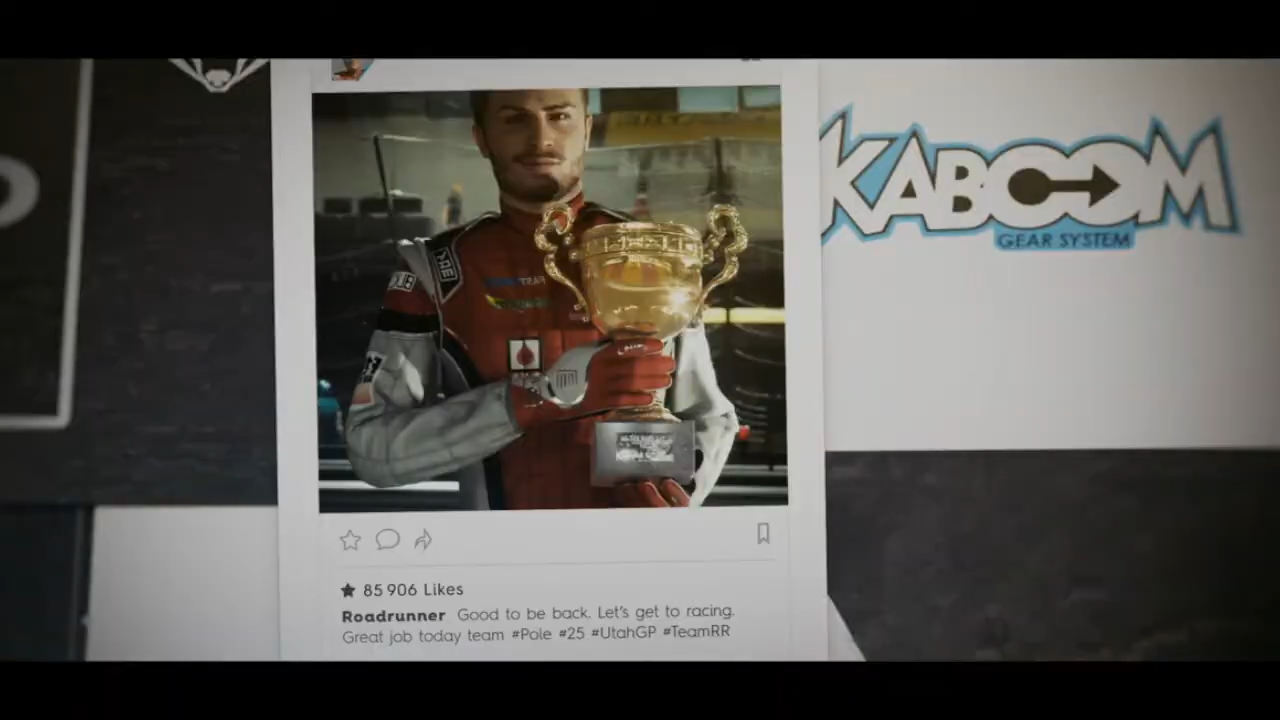 KABOOM
GEAR SYSTEM
85 906 Likes
Roadrunner Good to be back. Let's get to racing.
Great job today team #Pole #25 #UtahGP #TeamRR